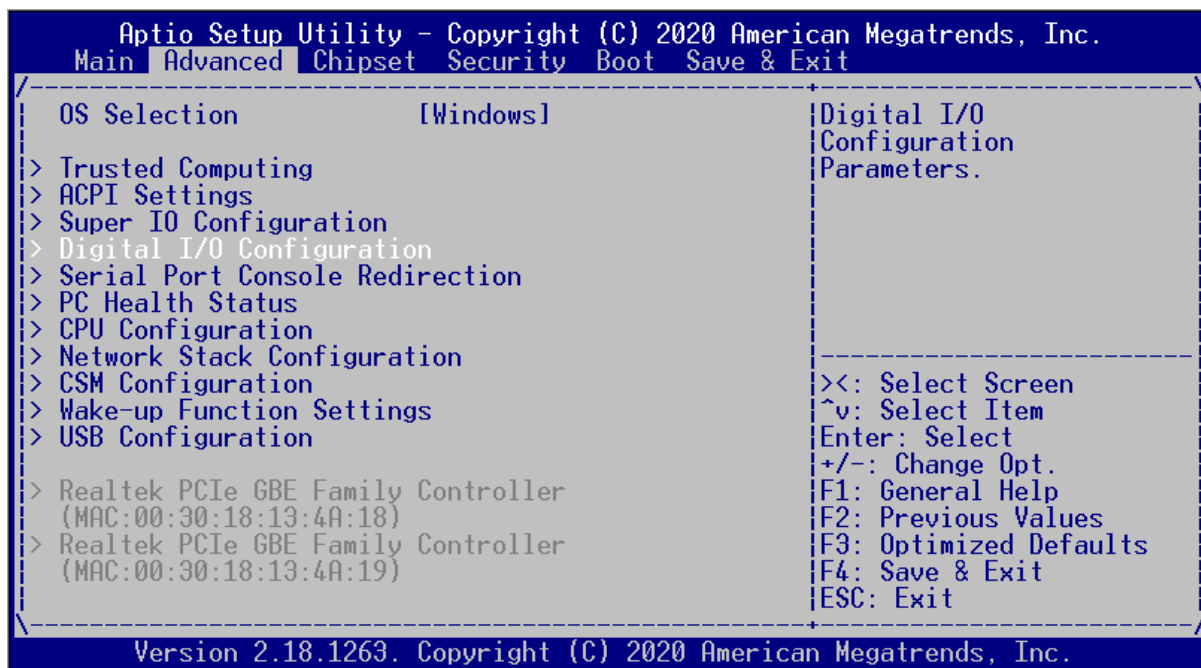 Aptio Setup Utility - Copyright (C) 2020 American Megatrends, Inc.
Main Advanced Chipset Security Boot Save & Exit
OS Selection [Windows]
> Trusted Computing
> ACPI Settings
> Super IO Configuration
> Digital I/O Configuration
> Serial Port Console Redirection
> PC Health Status
> CPU Configuration
> Network Stack Configuration
> CSM Configuration
> Wake-up Function Settings
> USB Configuration
> Realtek PCIe GBE Family Controller
(MAC:00:30:18:13:4A:18)
> Realtek PCIe GBE Family Controller
(MAC:00:30:18:13:4A:19)
Digital I/O
Configuration
Parameters.
><: Select Screen
^v: Select Item
Enter: Select
+/-: Change Opt.
F1: General Help
F2: Previous Values
F3: Optimized Defaults
F4: Save & Exit
ESC: Exit
Version 2.18.1263. Copyright (C) 2020 American Megatrends, Inc.